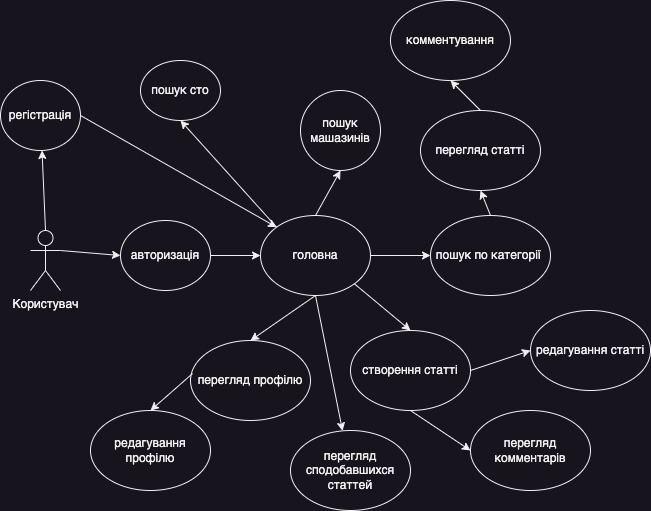 комментування
пошук сто
регістрація
пошук
машазинів
перегляд статті
авторизація
головна
пошук по категорії
Користувач
редагування статті
створення статті
перегляд профілю
редагування
профілю
перегляд
сподобавшихся
статтей
перегляд
комментарів